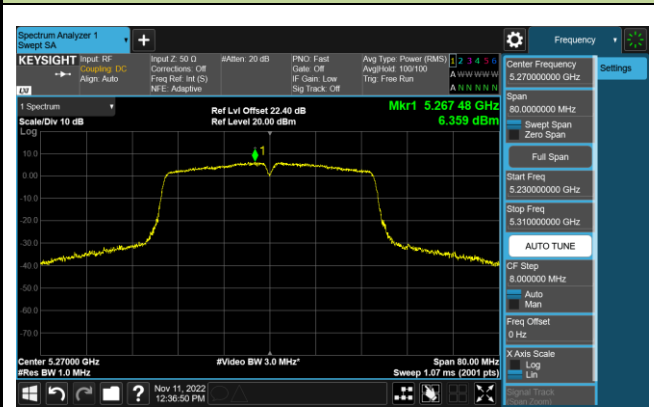 Spectrum Analyzer 1
Swept SA
+
Frequency
KEYSIGHT
Input: RF
Coupling: DC
Align: Auto
Input Z: 50 Ω
Corrections: Off
Freq Ref: Int (S)
NFE: Adaptive
#Atten: 20 dB
PNO: Fast
Gate: Off
IF Gain: Low
Sig Track: Off
Avg Type: Power (RMS)
Avg|Hold: 100/100
Trig: Free Run
1 2 3 4 5 6
A W W W W W
A N N N N N
LXI
1 Spectrum
Scale/Div 10 dB
Ref Lvl Offset 22.40 dB
Ref Level 20.00 dBm
Mkr1 5.267 48 GHz
6.359 dBm
Log
10.0
0.00
-10.0
-20.0
-30.0
-40.0
-50.0
-60.0
-70.0
1
Center 5.27000 GHz
#Res BW 1.0 MHz
#Video BW 3.0 MHz*
Span 80.00 MHz
Sweep 1.07 ms (2001 pts)
Nov 11, 2022
12:36:50 PM
Center Frequency
5.270000000 GHz
Settings
Span
80.0000000 MHz
Swept Span
Zero Span
Full Span
Start Freq
5.230000000 GHz
Stop Freq
5.310000000 GHz
AUTO TUNE
CF Step
8.000000 MHz
Auto
Man
Freq Offset
0 Hz
X Axis Scale
Log
Lin
Signal Track
(Span Zoom)